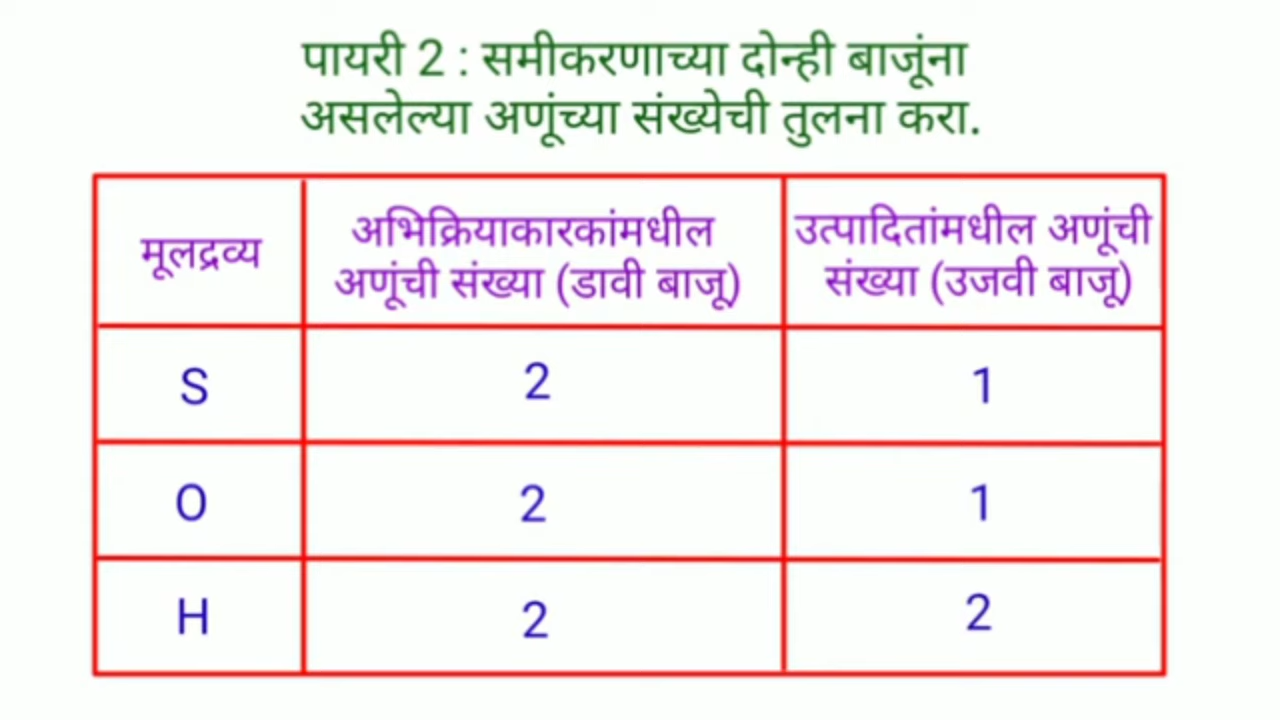 पायरी 2 : समीकरणाच्या दोन्ही बाजूंना
असलेल्या अणूंच्या संख्येची तुलना करा.
मूलद्रव्य
अभिक्रियाकारकांमधील
अणूंची संख्या (डावी बाजू)
उत्पादितांमधील अणूंची
संख्या (उजवी बाजू)
S 2 1
O 2 1
H 2 2